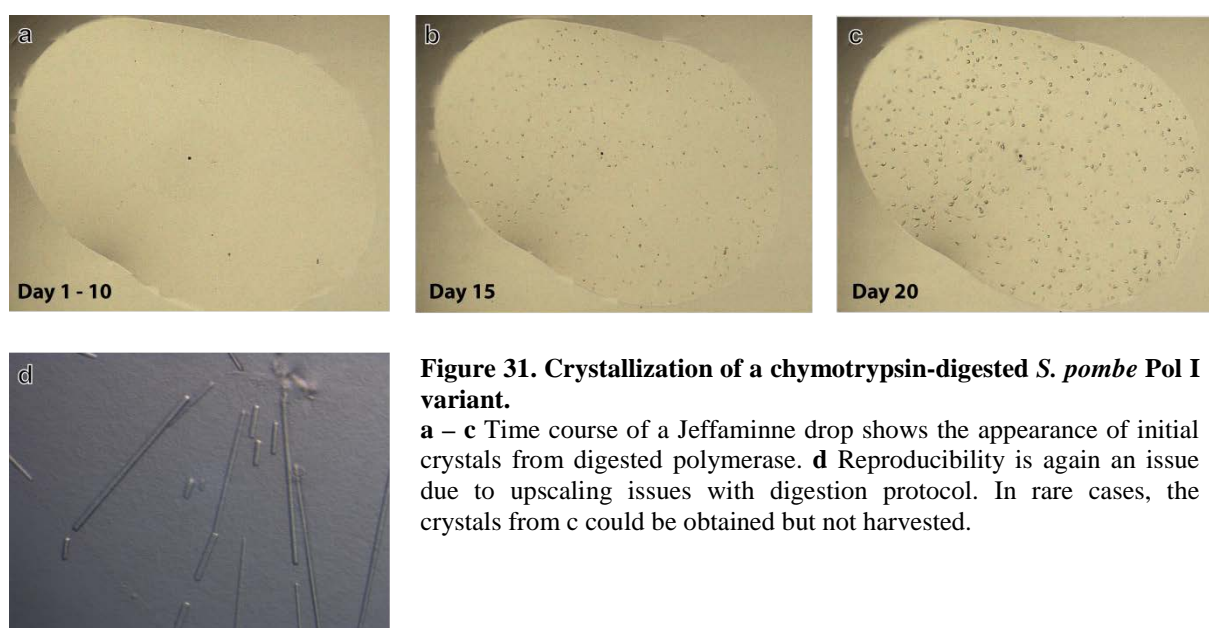 a
b
c
Day 1 - 10
Day 15
Day 20
d
Figure 31. Crystallization of a chymotrypsin-digested S. pombe Pol I
variant.
a – c Time course of a Jeffaminne drop shows the appearance of initial
crystals from digested polymerase. d Reproducibility is again an issue
due to upscaling issues with digestion protocol. In rare cases, the
crystals from c could be obtained but not harvested.